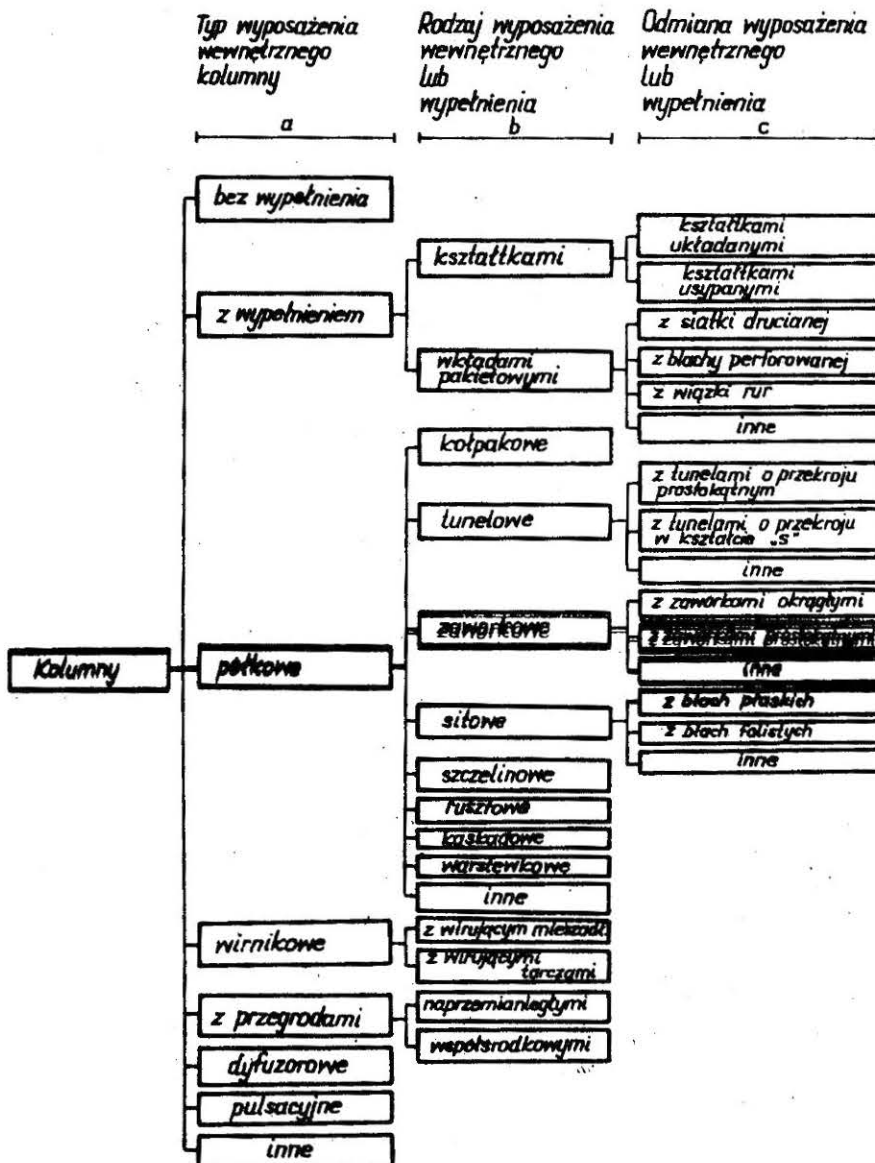 Typ wyposażenia
wewnętrznego
kolumny
a
Rodzaj wyposażenia
wewnętrznego
lub
wypełnienia
b
Odmiana wyposażenia
wewnętrznego
lub
wypełnienia
c
Kolumny
bez wypełnienia
z wypełnieniem
kształtkami
kształtkami
układanymi
kształtkami
usypanymi
wkładami
pakietowymi
z siatki drucianej
z blachy perforowanej
z wiązki rur
inne
półkowe
kołpakowe
tunelowe
z tunelami o przekroju
prostokątnym
z tunelami o przekroju
w kształcie „s"
inne
zaworkowe
z zaworkami okrągłymi
z zaworkami prostokątnymi
inne
sitowe
z blach płaskich
z blach falistych
inne
szczelinowe
rusztowe
kaskadowe
warstewkowe
inne
wirnikowe
z wirującym mieszadł.
z wirującymi
tarczami
z przegrodami
naprzemianległymi
współśrodkowymi
dyfuzorowe
pulsacyjne
inne